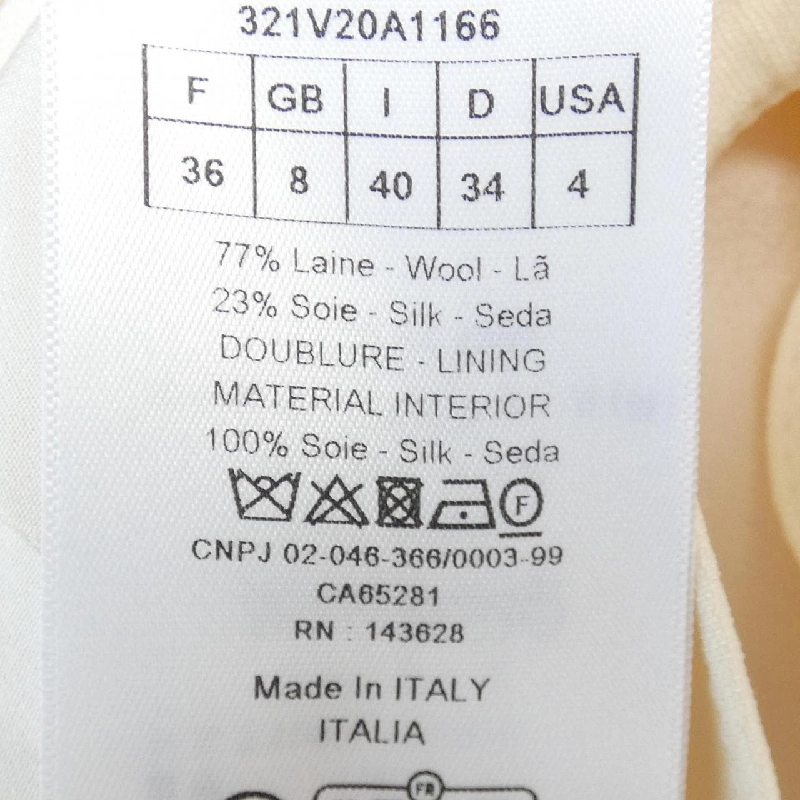 321V20A1166
F GB I D USA
36 8 40 34 4
77% Laine - Wool - Lã
23% Soie - Silk - Seda
DOUBLURE - LINING
MATERIAL INTERIOR
100% Soie - Silk - Seda
F
CNPJ 02-046-366/0003-99
CA65281
RN : 143628
Made In ITALY
ITALIA
FR